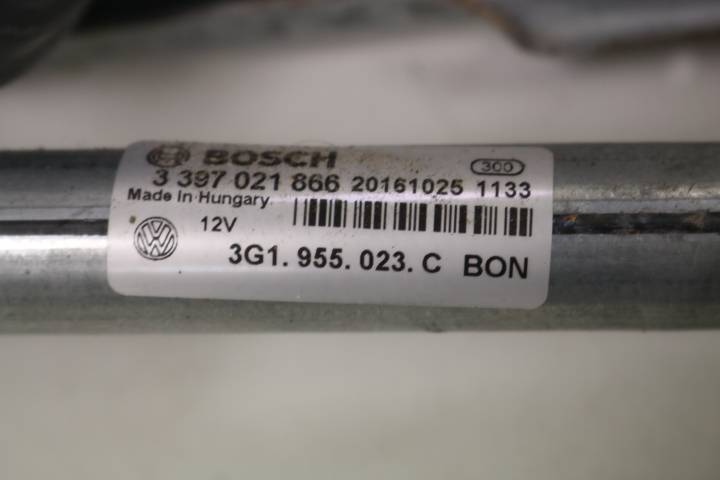 BOSCH
300
3 397 021 866 20161025 1133
Made In Hungary
12V
3G1. 955. 023. C BON